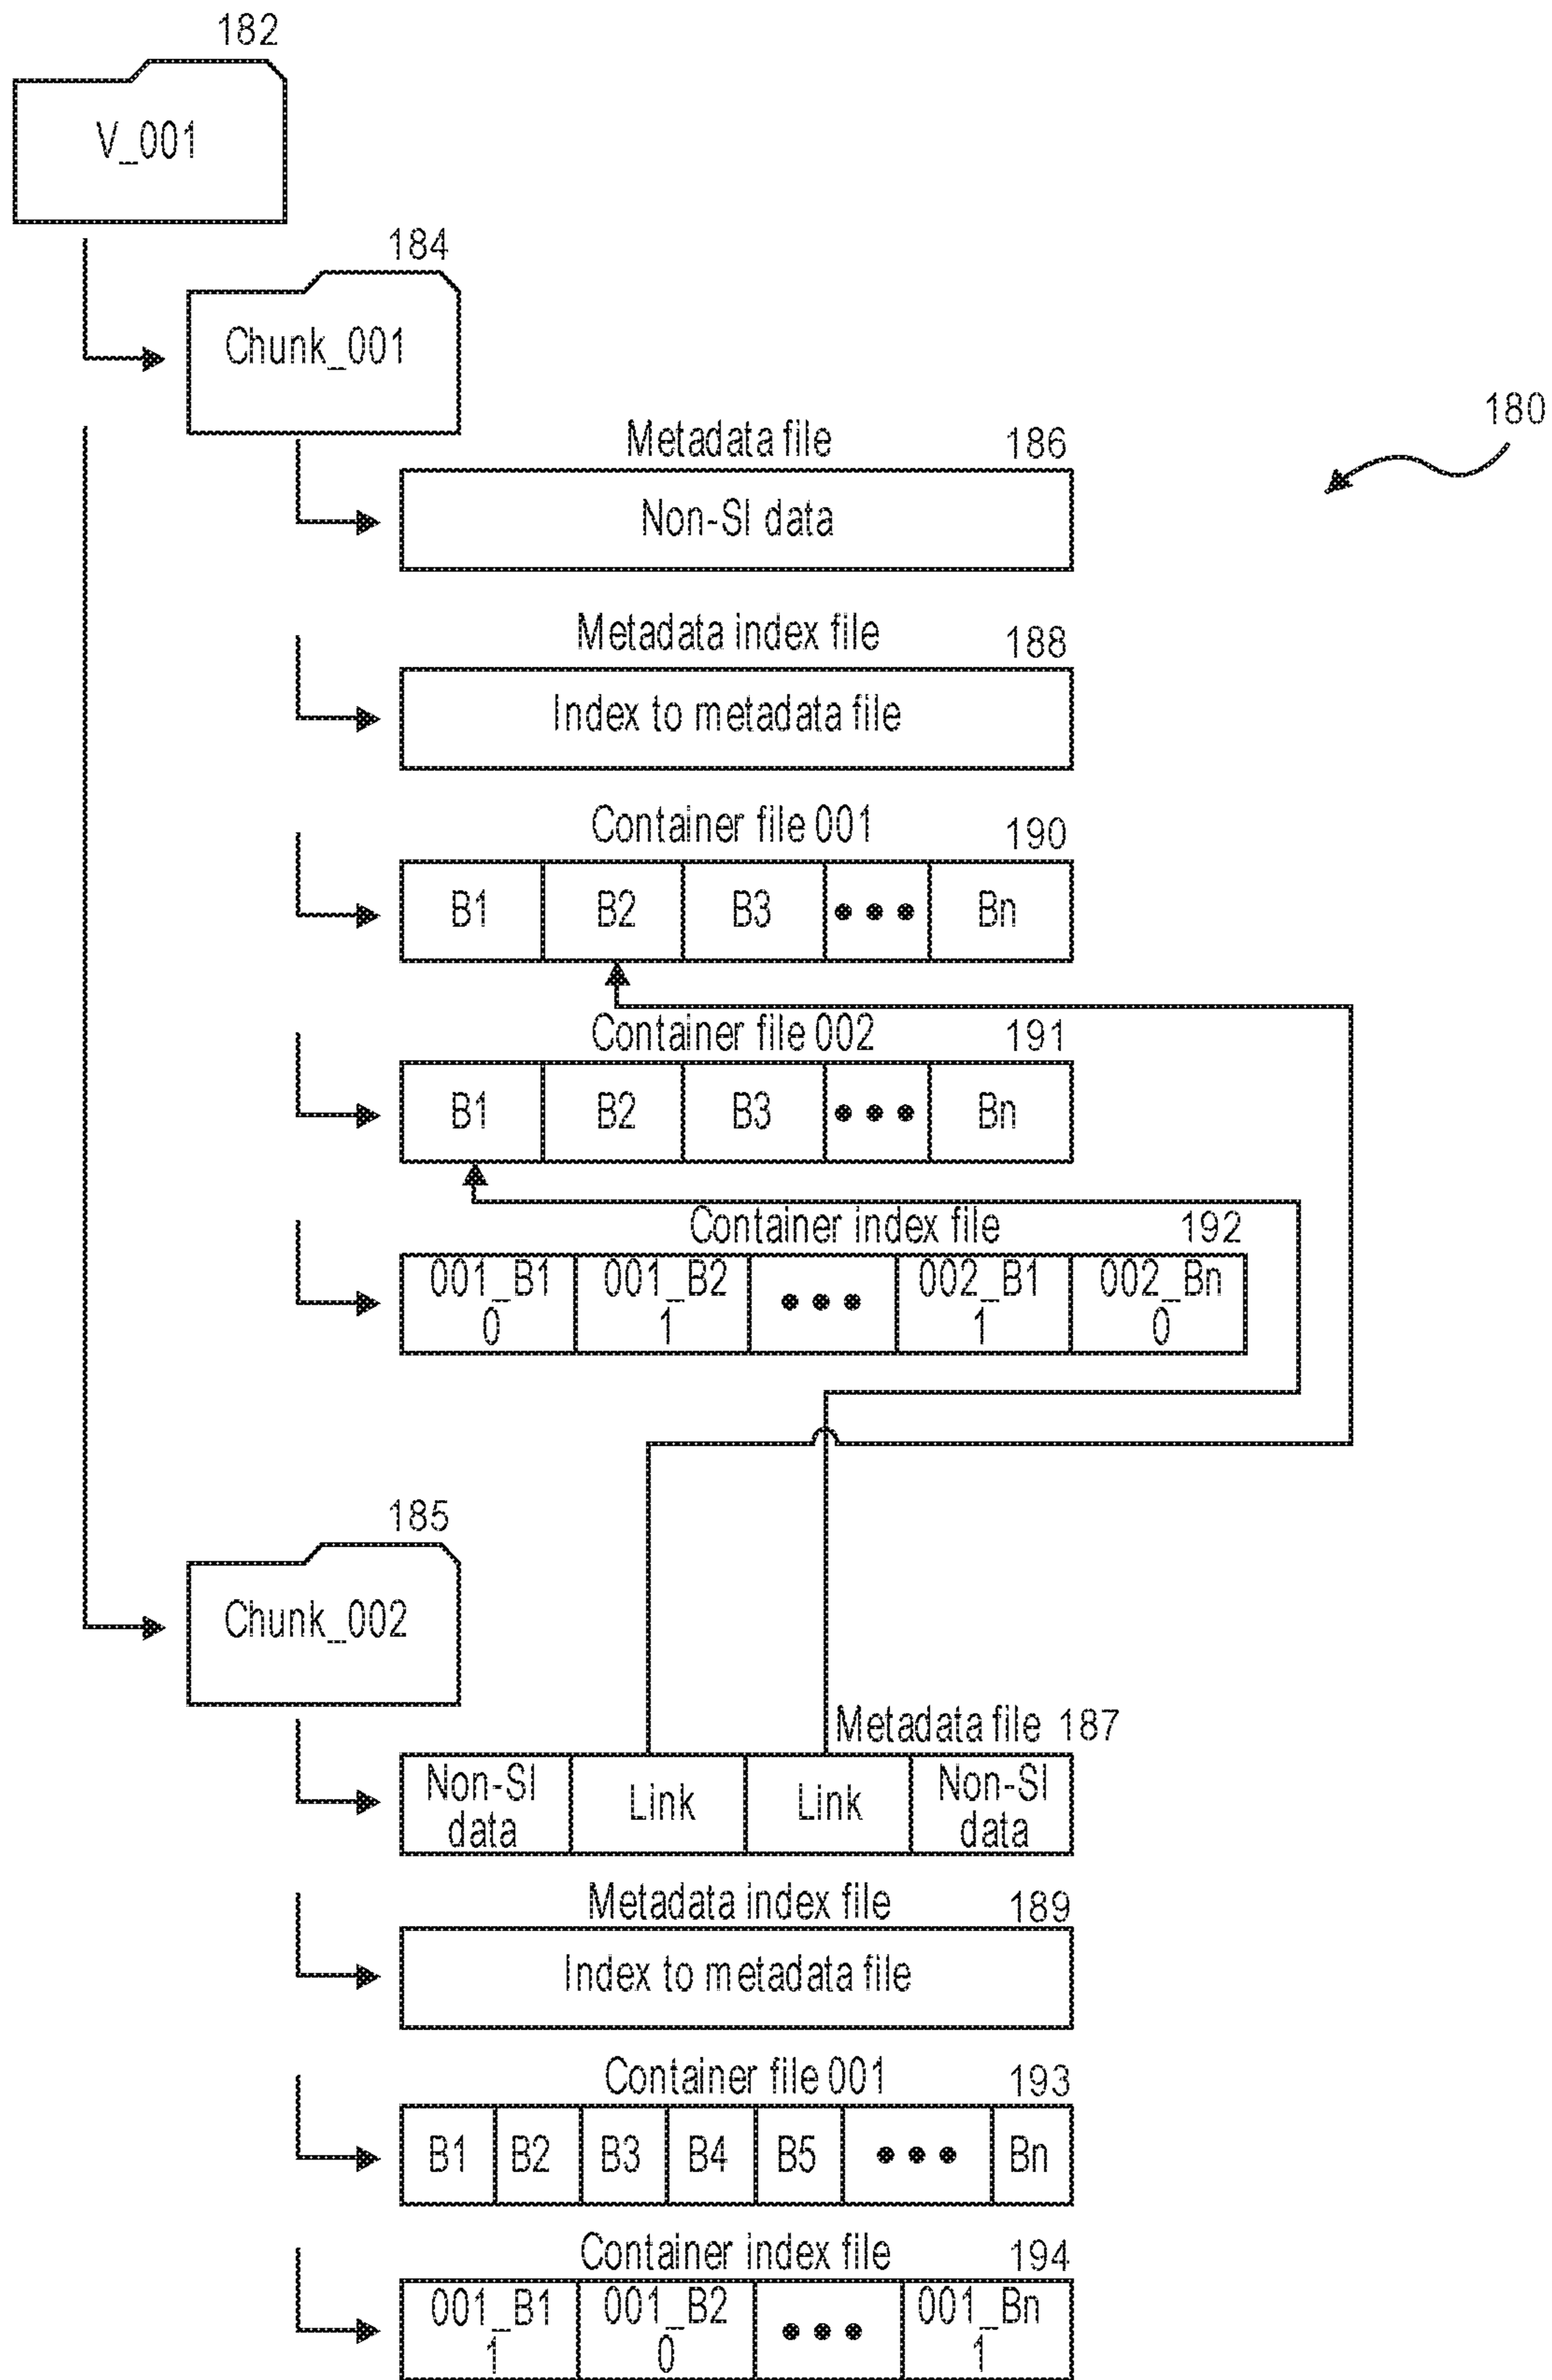 182
V_001
184
Chunk_001
180
Metadata file 186
Non-SI data
Metadata index file 188
Index to metadata file
Container file 001 190
B1 B2 B3 ••• Bn
Container file 002 191
B1 B2 B3 ••• Bn
Container index file 192
001_B1 001_B2 ••• 002_B1 002_Bn
0 1 1 0
185
Chunk_002
Metadata file 187
Non-SI Link Link Non-SI
data data
Metadata index file 189
Index to metadata file
Container file 001 193
B1 B2 B3 B4 B5 ••• Bn
Container index file 194
001_B1 001_B2 ••• 001_Bn
1 0 1